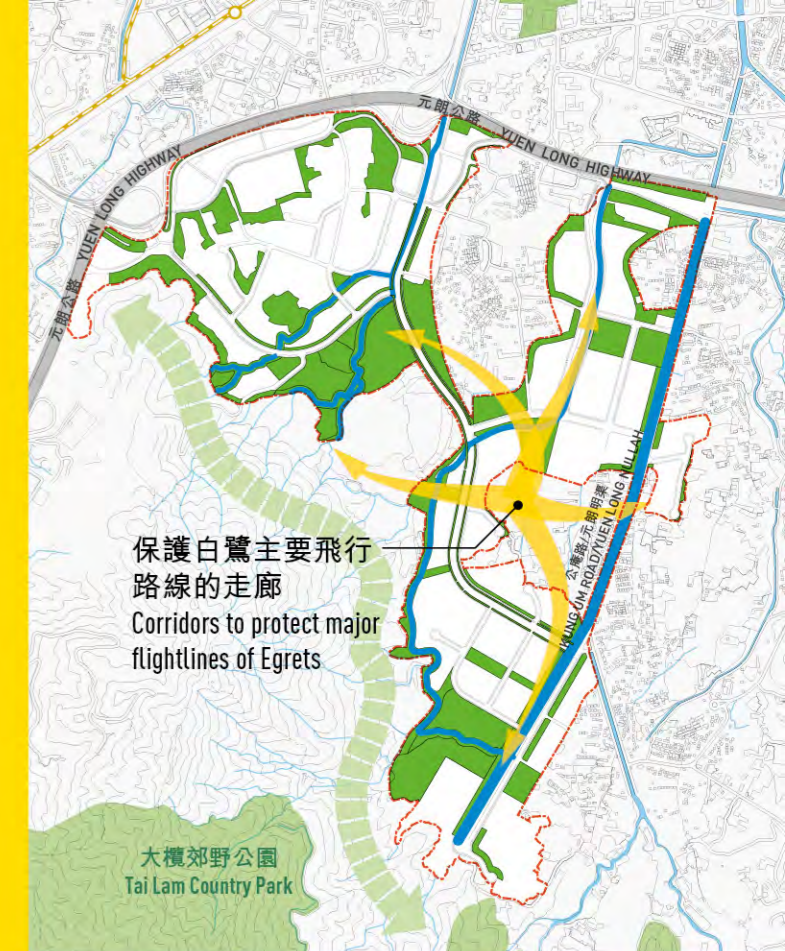 元朗公路 YUEN LONG HIGHWAY
元朗公路 YUEN LONG HIGHWAY
公庵路/元朗明渠
KUNG UM ROAD/YUEN LONG NULLAH
保護白鷺主要飛行
路線的走廊
Corridors to protect major
flightlines of Egrets
大欖郊野公園
Tai Lam Country Park